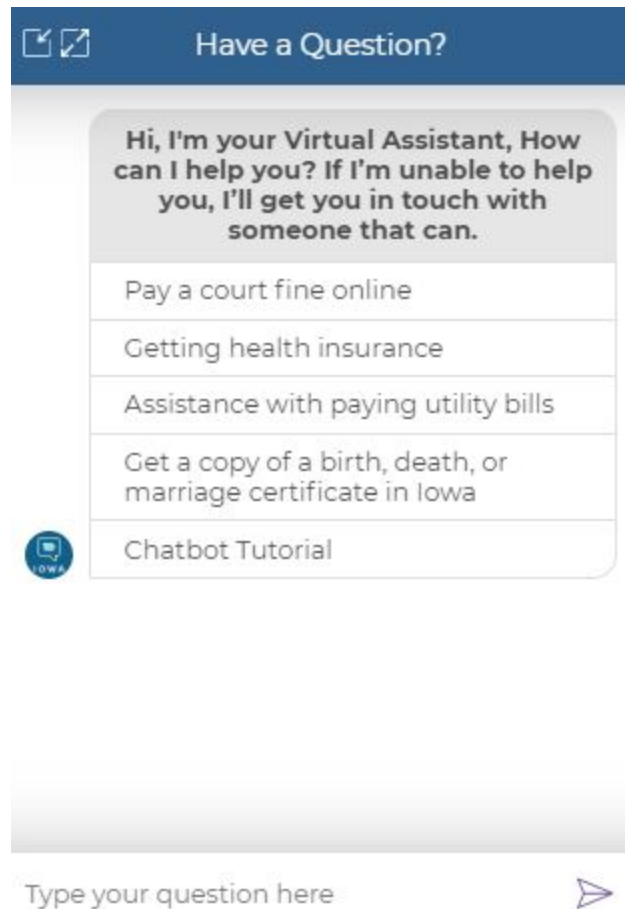 Have a Question?
Hi, I'm your Virtual Assistant, How
can I help you? If I’m unable to help
you, I’ll get you in touch with
someone that can.
Pay a court fine online
Getting health insurance
Assistance with paying utility bills
Get a copy of a birth, death, or
marriage certificate in Iowa
Chatbot Tutorial
IOWA
Type your question here